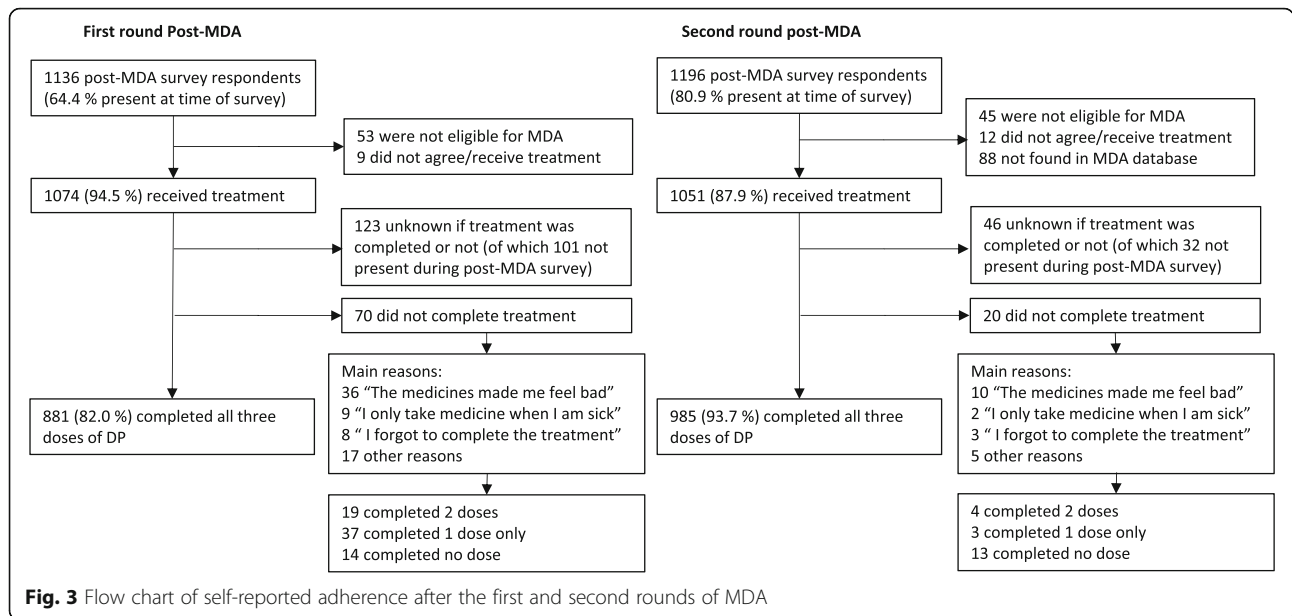 First round Post-MDA
1136 post-MDA survey respondents
(64.4 % present at time of survey)
53 were not eligible for MDA
9 did not agree/receive treatment
1074 (94.5 %) received treatment
123 unknown if treatment was
completed or not (of which 101 not
present during post-MDA survey)
70 did not complete treatment
Main reasons:
36 “The medicines made me feel bad”
9 “I only take medicine when I am sick”
8 “ I forgot to complete the treatment”
17 other reasons
881 (82.0 %) completed all three
doses of DP
19 completed 2 doses
37 completed 1 dose only
14 completed no dose
Second round post-MDA
1196 post-MDA survey respondents
(80.9 % present at time of survey)
45 were not eligible for MDA
12 did not agree/receive treatment
88 not found in MDA database
1051 (87.9 %) received treatment
46 unknown if treatment was
completed or not (of which 32 not
present during post-MDA survey)
20 did not complete treatment
Main reasons:
10 “The medicines made me feel bad”
2 “I only take medicine when I am sick”
3 “ I forgot to complete the treatment”
5 other reasons
985 (93.7 %) completed all three
doses of DP
4 completed 2 doses
3 completed 1 dose only
13 completed no dose
Fig. 3 Flow chart of self-reported adherence after the first and second rounds of MDA